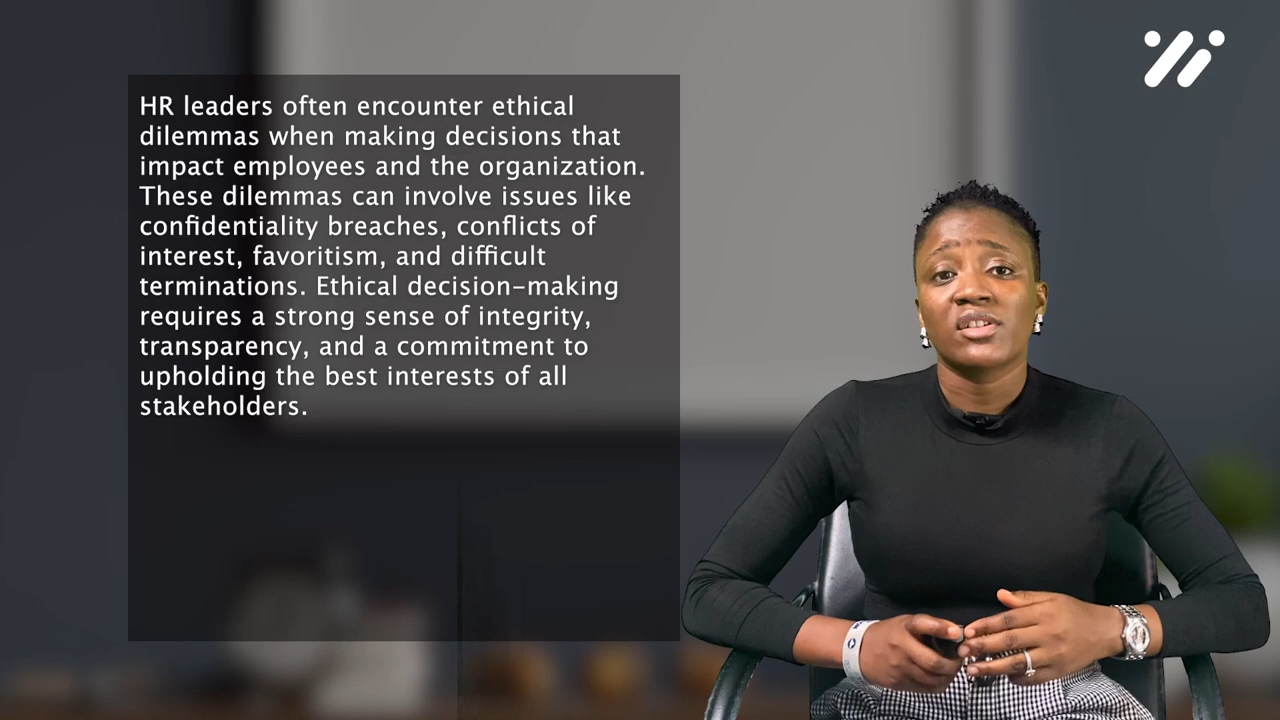 HR leaders often encounter ethical
dilemmas when making decisions that
impact employees and the organization.
These dilemmas can involve issues like
confidentiality breaches, conflicts of
interest, favoritism, and difficult
terminations. Ethical decision-making
requires a strong sense of integrity,
transparency, and a commitment to
upholding the best interests of all
stakeholders.